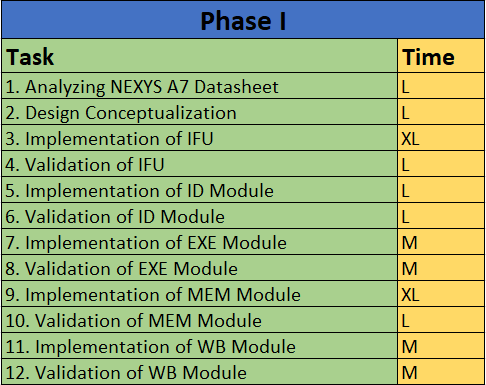 Phase I
Task Time
1. Analyzing NEXYS A7 Datasheet L
2. Design Conceptualization L
3. Implementation of IFU XL
4. Validation of IFU L
5. Implementation of ID Module L
6. Validation of ID Module L
7. Implementation of EXE Module M
8. Validation of EXE Module M
9. Implementation of MEM Module XL
10. Validation of MEM Module L
11. Implementation of WB Module M
12. Validation of WB Module M